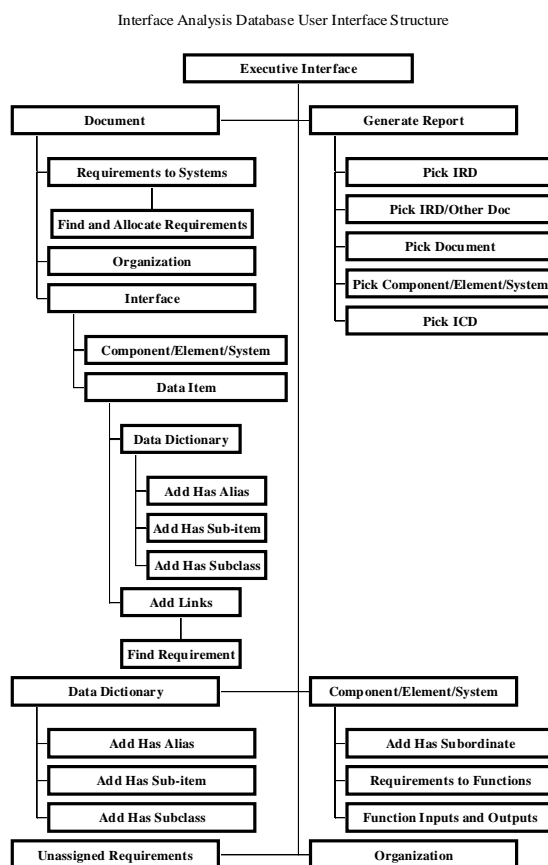 Interface Analysis Database User Interface Structure
Executive Interface
Document
Generate Report
Requirements to Systems
Find and Allocate Requirements
Organization
Interface
Component/Element/System
Data Item
Data Dictionary
Add Has Alias
Add Has Sub-item
Add Has Subclass
Add Links
Find Requirement
Pick IRD
Pick IRD/Other Doc
Pick Document
Pick Component/Element/System
Pick ICD
Data Dictionary
Add Has Alias
Add Has Sub-item
Add Has Subclass
Component/Element/System
Add Has Subordinate
Requirements to Functions
Function Inputs and Outputs
Unassigned Requirements
Organization